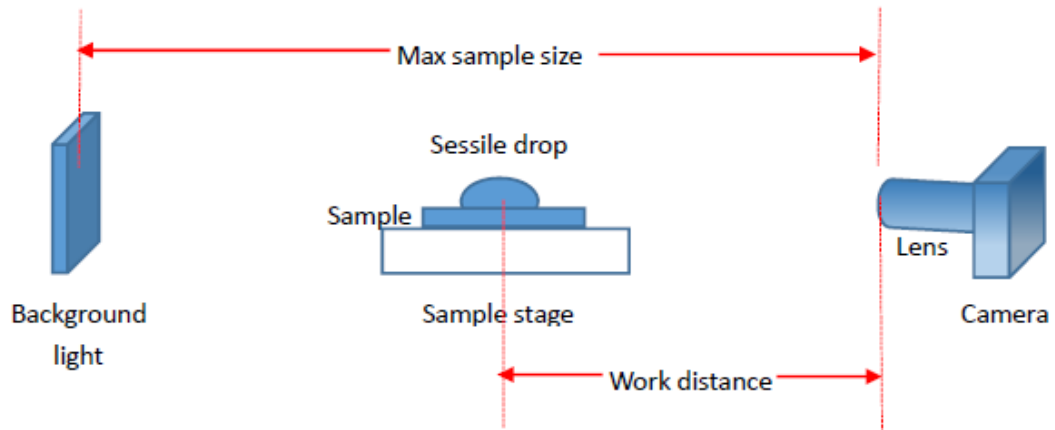 Max sample size
Sessile drop
Sample
Lens
Background
light
Sample stage
Camera
Work distance